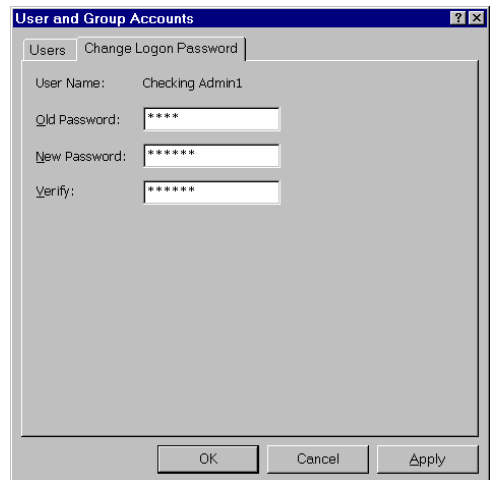 User and Group Accounts
Users Change Logon Password
User Name: Checking Admin1
Old Password: ****
New Password: ******
Verify: ******
OK Cancel Apply